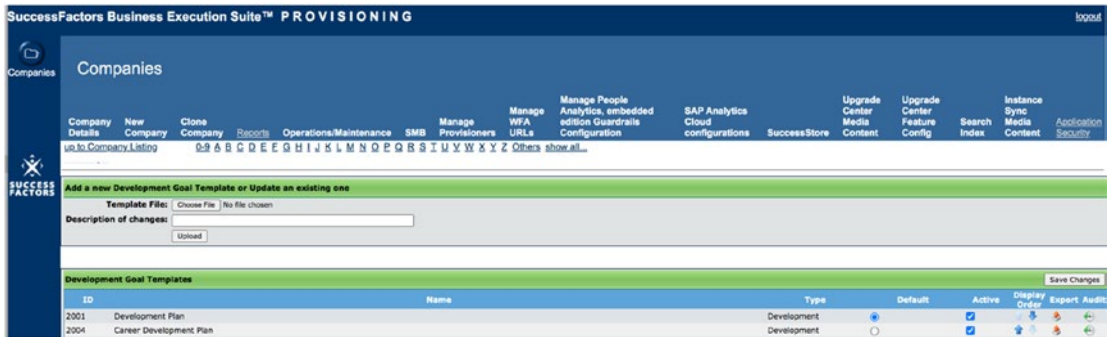 SuccessFactors Business Execution Suite™ PROVISIONING
logout
Companies
Companies
Company Details
New Company
Clone Company
Reports
Operations/Maintenance
SMB
Manage Provisioners
Manage WFA URLs
Manage People Analytics, embedded edition Guardrails Configuration
SAP Analytics Cloud configurations
SuccessStore
Upgrade Center Media Content
Upgrade Center Feature Config
Search Index
Instance Sync Media Content
Application Security
up to Company Listing
0-9 A B C D E F G H I J K L M N O P Q R S T U V W X Y Z Others show all...
SUCCESS
FACTORS
Add a new Development Goal Template or Update an existing one
Template File: Choose File No file chosen
Description of changes:
Upload
Development Goal Templates
Save Changes
ID Name Type Default Active Display Order Export Audit
2001 Development Plan Development
2004 Career Development Plan Development